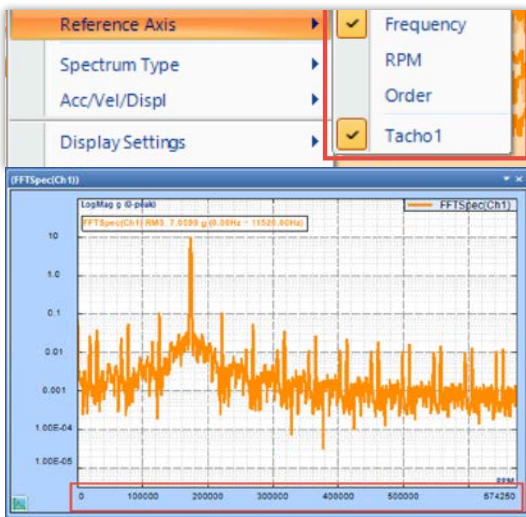 Reference Axis
Frequency
RPM
Spectrum Type
Order
Acc/Vel/Displ
Tacho1
Display Settings
(FFTSpec(Ch1))
LogMag g (0-peak)
FFTSpec(Ch1)
FFTSpec(Ch1) RMS 7.0599 g (0.00Hz ~ 11520.00Hz)
10
1.0
0.1
0.01
0.001
1.00E-04
1.00E-05
RPM
0 100000 200000 300000 400000 500000 674250